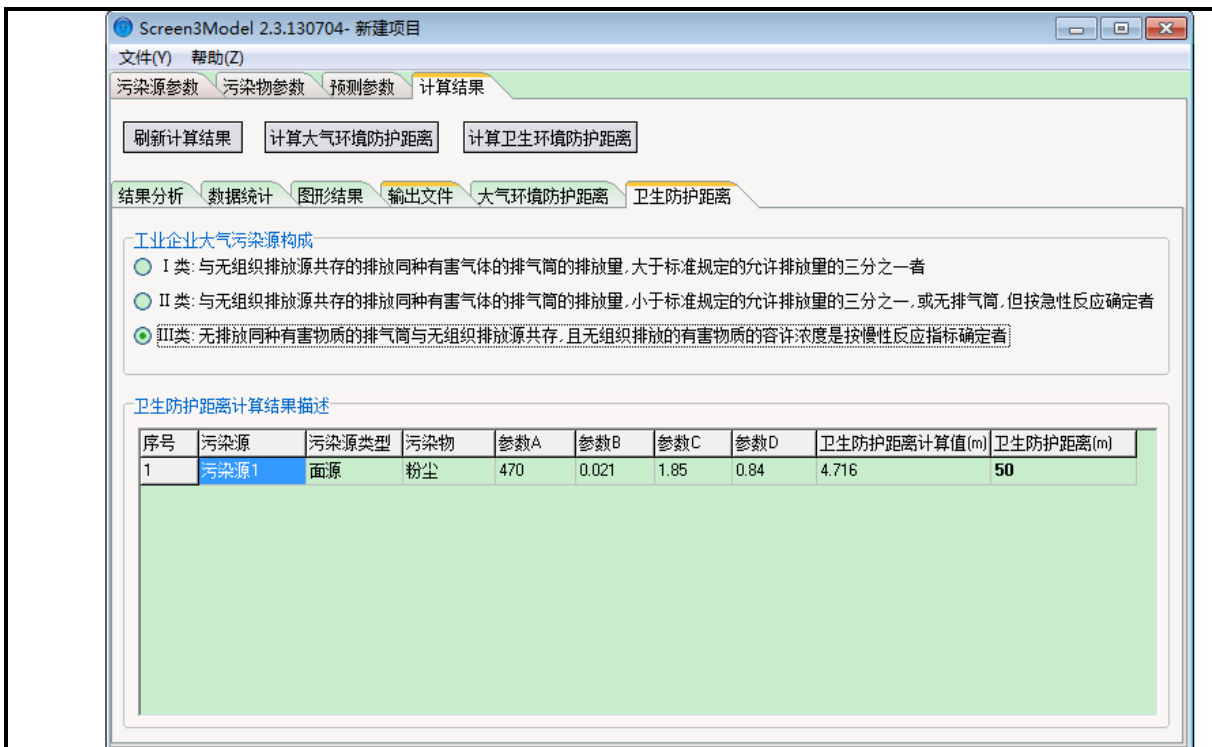 Screen3Model 2.3.130704- 新建项目
文件(Y) 帮助(Z)
污染源参数 污染物参数 预测参数 计算结果
刷新计算结果 计算大气环境防护距离 计算卫生环境防护距离
结果分析 数据统计 图形结果 输出文件 大气环境防护距离 卫生防护距离
工业企业大气污染源构成
I 类: 与无组织排放源共存的排放同种有害气体的排气筒的排放量,大于标准规定的允许排放量的三分之一者
II 类: 与无组织排放源共存的排放同种有害气体的排气筒的排放量,小于标准规定的允许排放量的三分之一,或无排气筒,但按急性反应确定者
III类: 无排放同种有害物质的排气筒与无组织排放源共存,且无组织排放的有害物质的容许浓度是按慢性反应指标确定者
卫生防护距离计算结果描述
序号 污染源 污染源类型 污染物 参数A 参数B 参数C 参数D 卫生防护距离计算值(m) 卫生防护距离(m)
1 污染源1 面源 粉尘 470 0.021 1.85 0.84 4.716 50